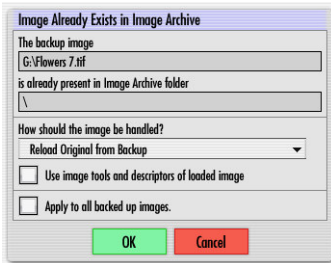 Image Already Exists in Image Archive
The backup image
G:\Flowers 7.tif
is already present in Image Archive folder
\
How should the image be handled?
Reload Original from Backup
Use image tools and descriptors of loaded image
Apply to all backed up images.
OK Cancel